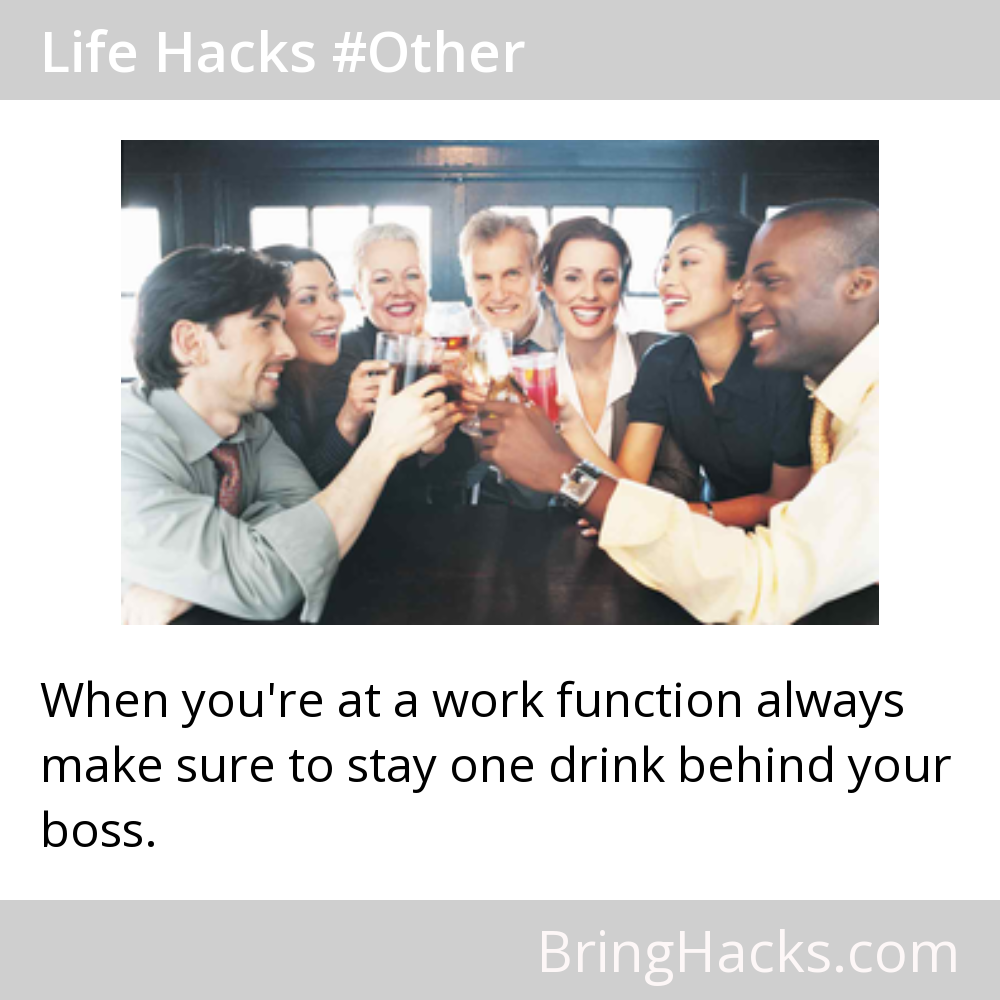 Life Hacks #Other
When you're at a work function always
make sure to stay one drink behind your
boss.
BringHacks.com